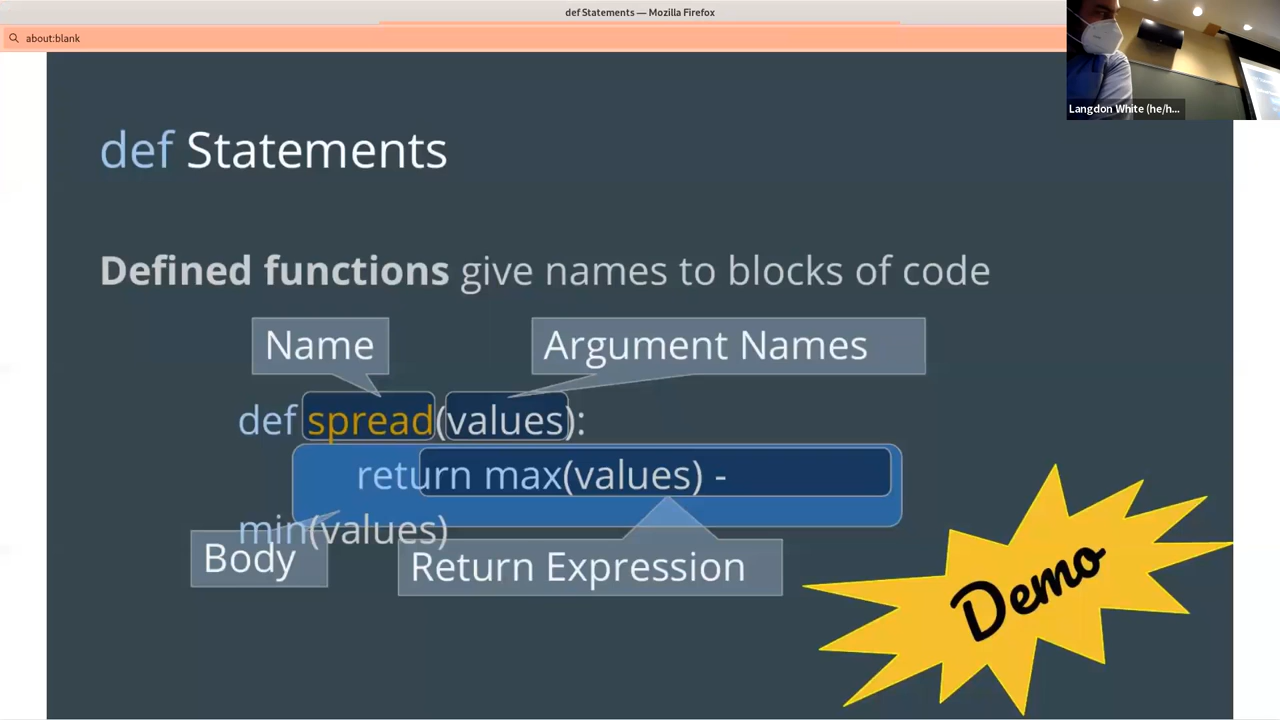 def Statements — Mozilla Firefox
about:blank
Langdon White (he/h...
def Statements
Defined functions give names to blocks of code
Name
Argument Names
def spread(values):
return max(values) -
min(values)
Body
Return Expression
Demo